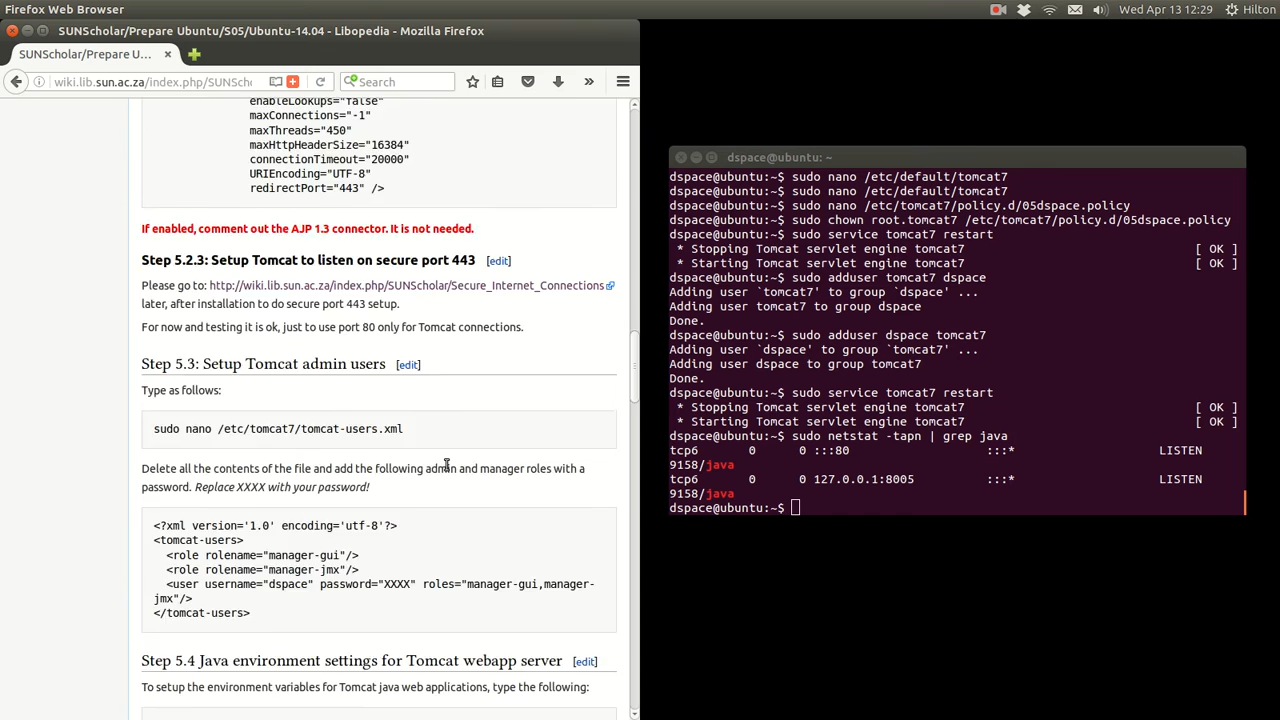 Firefox Web Browser
Wed Apr 13 12:29
Hilton
SUNScholar/Prepare Ubuntu/S05/Ubuntu-14.04 - Libopedia - Mozilla Firefox
SUNScholar/Prepare U...
wiki.lib.sun.ac.za/index.php/SUNSch
Search
enableLookups="false"
maxConnections="-1"
maxThreads="450"
maxHttpHeaderSize="16384"
connectionTimeout="20000"
URIEncoding="UTF-8"
redirectPort="443" />
If enabled, comment out the AJP 1.3 connector. It is not needed.
Step 5.2.3: Setup Tomcat to listen on secure port 443 [edit]
Please go to: http://wiki.lib.sun.ac.za/index.php/SUNScholar/Secure_Internet_Connections
later, after installation to do secure port 443 setup.
For now and testing it is ok, just to use port 80 only for Tomcat connections.
Step 5.3: Setup Tomcat admin users [edit]
Type as follows:
sudo nano /etc/tomcat7/tomcat-users.xml
Delete all the contents of the file and add the following admin and manager roles with a
password. Replace XXXX with your password!
<?xml version='1.0' encoding='utf-8'?>
<tomcat-users>
<role rolename="manager-gui"/>
<role rolename="manager-jmx"/>
<user username="dspace" password="XXXX" roles="manager-gui,manager-
jmx"/>
</tomcat-users>
Step 5.4 Java environment settings for Tomcat webapp server [edit]
To setup the environment variables for Tomcat java web applications, type the following:
dspace@ubuntu: ~
dspace@ubuntu:~$ sudo nano /etc/default/tomcat7
dspace@ubuntu:~$ sudo nano /etc/default/tomcat7
dspace@ubuntu:~$ sudo nano /etc/tomcat7/policy.d/05dspace.policy
dspace@ubuntu:~$ sudo chown root.tomcat7 /etc/tomcat7/policy.d/05dspace.policy
dspace@ubuntu:~$ sudo service tomcat7 restart
* Stopping Tomcat servlet engine tomcat7 [ OK ]
* Starting Tomcat servlet engine tomcat7 [ OK ]
dspace@ubuntu:~$ sudo adduser tomcat7 dspace
Adding user `tomcat7' to group `dspace' ...
Adding user tomcat7 to group dspace
Done.
dspace@ubuntu:~$ sudo adduser dspace tomcat7
Adding user `dspace' to group `tomcat7' ...
Adding user dspace to group tomcat7
Done.
dspace@ubuntu:~$ sudo service tomcat7 restart
* Stopping Tomcat servlet engine tomcat7 [ OK ]
* Starting Tomcat servlet engine tomcat7 [ OK ]
dspace@ubuntu:~$ sudo netstat -tapn | grep java
tcp6 0 0 :::80 :::* LISTEN
9158/java
tcp6 0 0 127.0.0.1:8005 :::* LISTEN
9158/java
dspace@ubuntu:~$